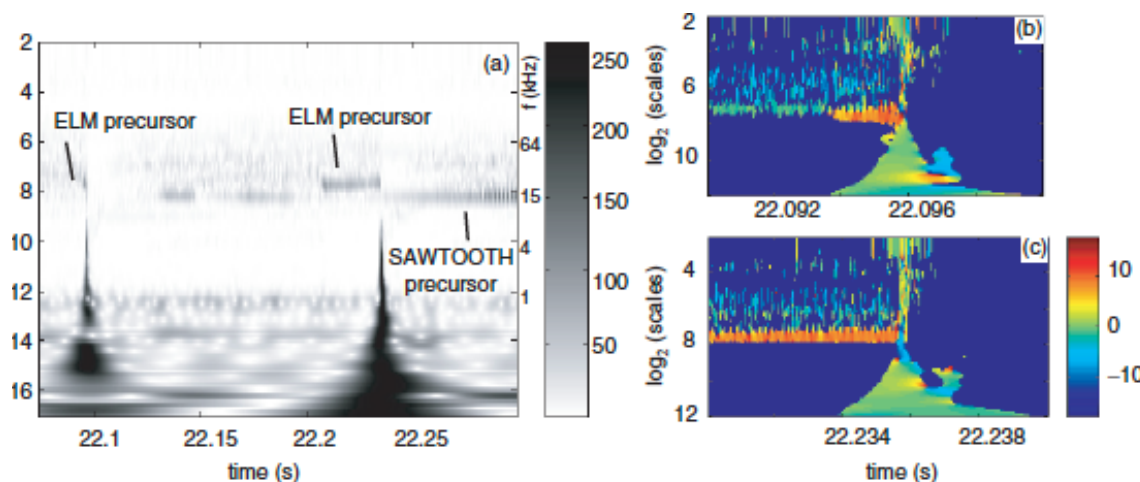 (a)
2
4
6
8
10
12
14
16
ELM precursor
ELM precursor
SAWTOOTH
precursor
f (kHz)
64
15
4
1
250
200
150
100
50
22.1
22.15
22.2
22.25
time (s)
(b)
2
6
10
log2 (scales)
22.092
22.096
(c)
4
8
12
log2 (scales)
22.234
22.238
time (s)
10
0
−10